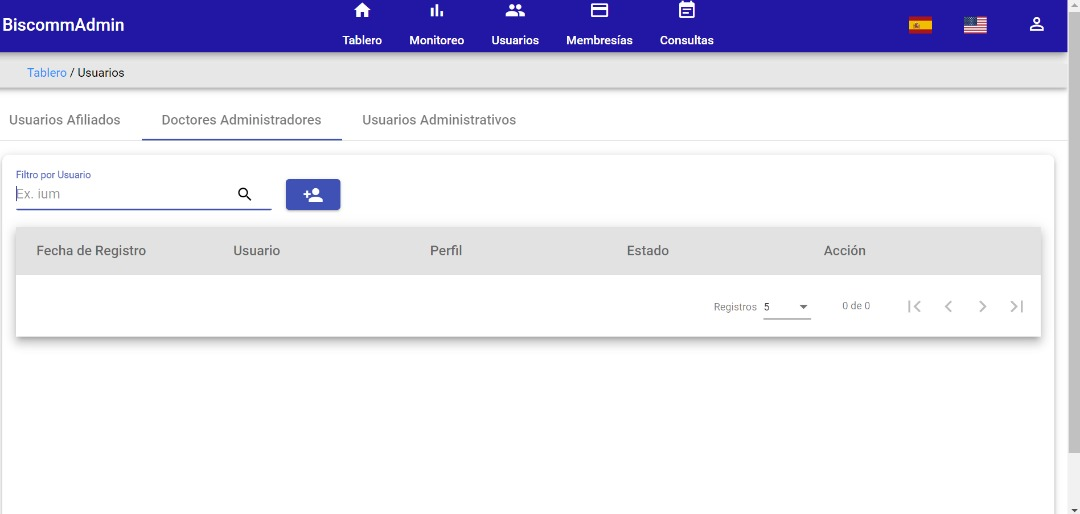 BiscommAdmin
Tablero Monitoreo Usuarios Membresías Consultas
Tablero / Usuarios
Usuarios Afiliados Doctores Administradores Usuarios Administrativos
Filtro por Usuario
Ex. ium
Fecha de Registro Usuario Perfil Estado Acción
Registros 5 0 de 0